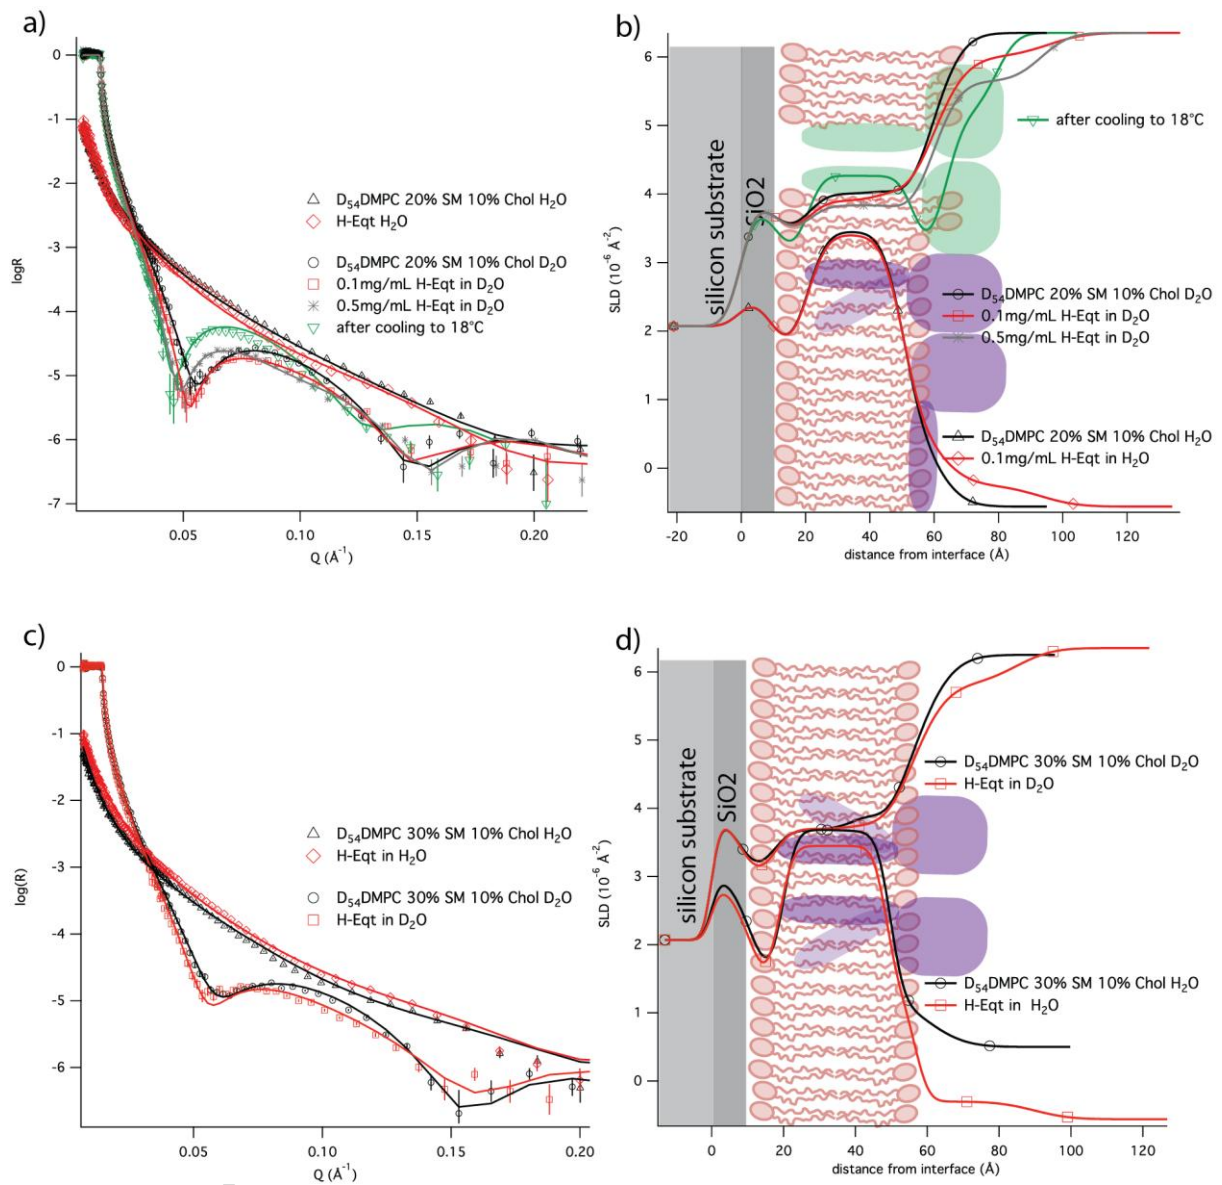 a)
0
-1
-2
-3
-4
-5
-6
-7
logR
0.05
0.10
0.15
0.20
Q (Å⁻¹)
D₅₄DMPC 20% SM 10% Chol H₂O
H-Eqt H₂O
D₅₄DMPC 20% SM 10% Chol D₂O
0.1mg/mL H-Eqt in D₂O
0.5mg/mL H-Eqt in D₂O
after cooling to 18°C
b)
6
5
4
3
2
1
0
SLD (10⁻⁶ Å⁻²)
silicon substrate
SiO2
after cooling to 18°C
D₅₄DMPC 20% SM 10% Chol D₂O
0.1mg/mL H-Eqt in D₂O
0.5mg/mL H-Eqt in D₂O
D₅₄DMPC 20% SM 10% Chol H₂O
0.1mg/mL H-Eqt in H₂O
-20
0
20
40
60
80
100
120
distance from interface (Å)
c)
0
-1
-2
-3
-4
-5
-6
log(R)
D₅₄DMPC 30% SM 10% Chol H₂O
H-Eqt in H₂O
D₅₄DMPC 30% SM 10% Chol D₂O
H-Eqt in D₂O
0.05
0.10
0.15
0.20
Q (Å⁻¹)
d)
6
5
4
3
2
1
0
SLD (10⁻⁶ Å⁻²)
silicon substrate
SiO2
D₅₄DMPC 30% SM 10% Chol D₂O
H-Eqt in D₂O
D₅₄DMPC 30% SM 10% Chol H₂O
H-Eqt in H₂O
0
20
40
60
80
100
120
distance from interface (Å)